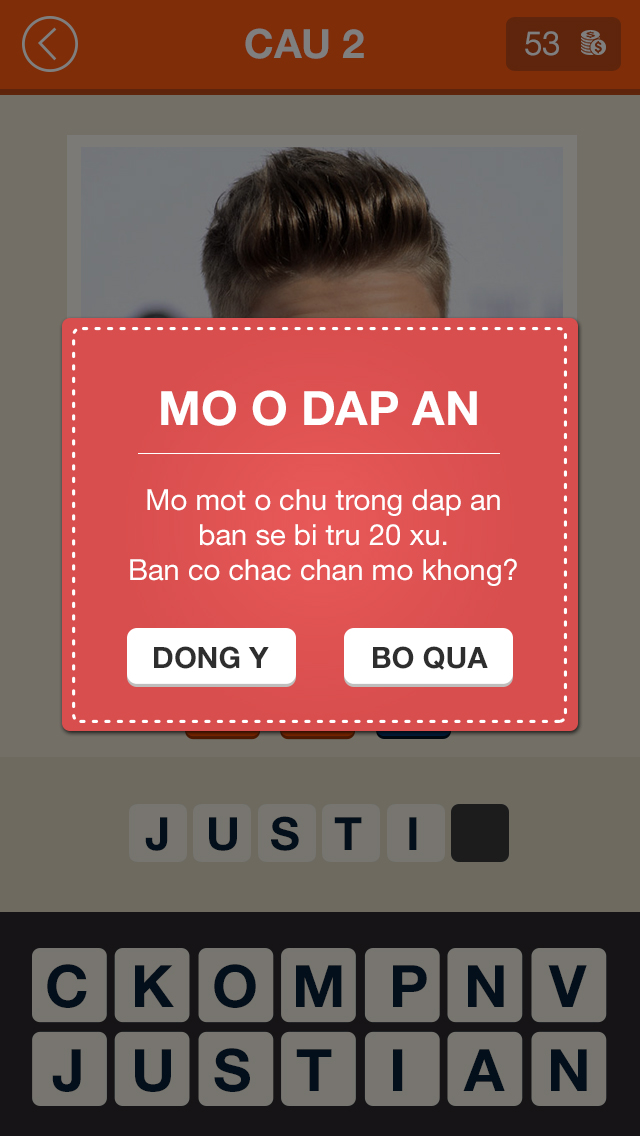 CAU 2
53
MO O DAP AN
Mo mot o chu trong dap an
ban se bi tru 20 xu.
Ban co chac chan mo khong?
DONG Y
BO QUA
J U S T I
C K O M P N V
J U S T I A N